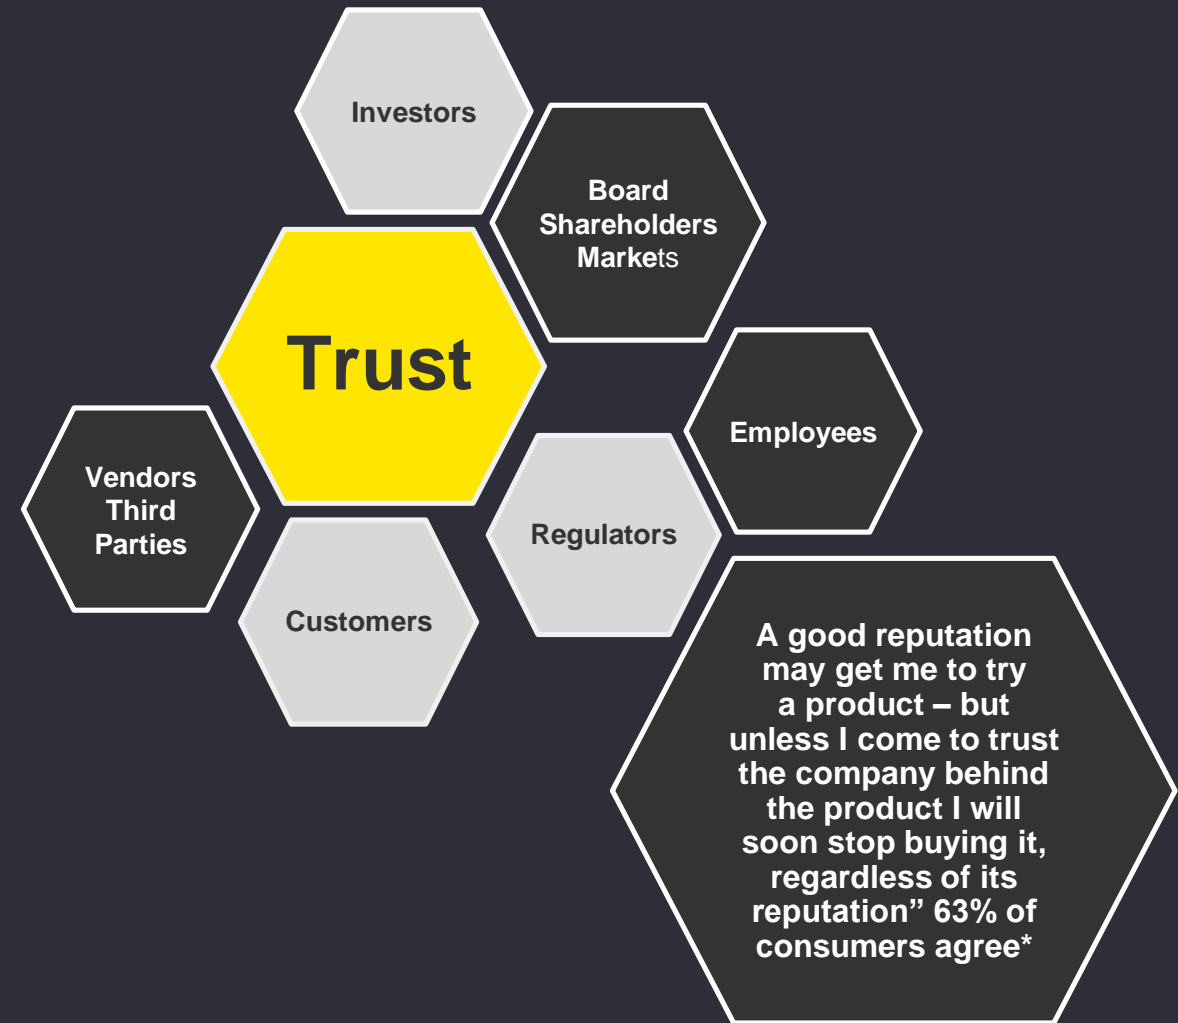 Investors
Board
Shareholders
Markets
Trust
Employees
Vendors
Third
Parties
Regulators
Customers
A good reputation
may get me to try
a product – but
unless I come to trust
the company behind
the product I will
soon stop buying it,
regardless of its
reputation” 63% of
consumers agree*